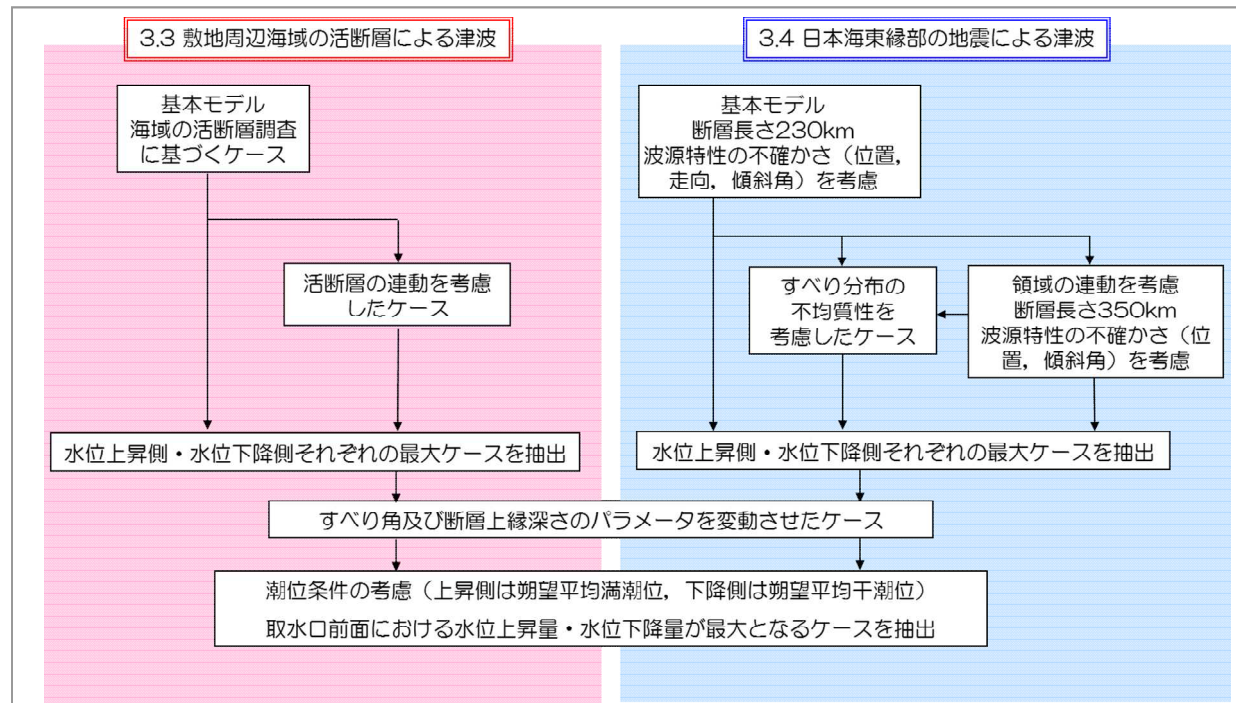 3.3 敷地周辺海域の活断層による津波
基本モデル
海域の活断層調査
に基づくケース
活断層の連動を考慮
したケース
水位上昇側・水位下降側それぞれの最大ケースを抽出
3.4 日本海東縁部の地震による津波
基本モデル
断層長さ230km
波源特性の不確かさ（位置，
走向，傾斜角）を考慮
すべり分布の
不均質性を
考慮したケース
領域の連動を考慮
断層長さ350km
波源特性の不確かさ（位
置，傾斜角）を考慮
水位上昇側・水位下降側それぞれの最大ケースを抽出
すべり角及び断層上縁深さのパラメータを変動させたケース
潮位条件の考慮（上昇側は朔望平均満潮位，下降側は朔望平均干潮位）
取水口前面における水位上昇量・水位下降量が最大となるケースを抽出